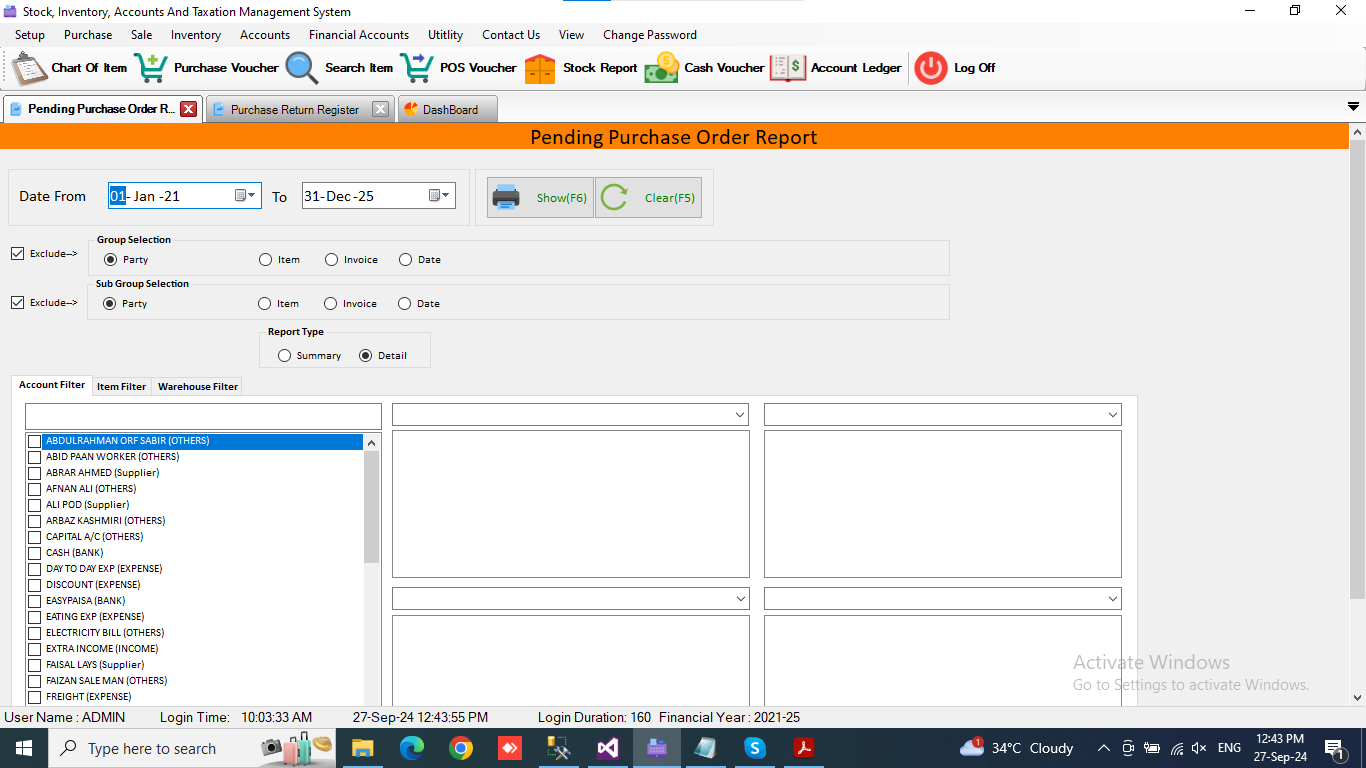 Stock, Inventory, Accounts And Taxation Management System
Setup Purchase Sale Inventory Accounts Financial Accounts Utitlity Contact Us View Change Password
Chart Of Item Purchase Voucher Search Item POS Voucher Stock Report Cash Voucher Account Ledger Log Off
Pending Purchase Order R... Purchase Return Register DashBoard
Pending Purchase Order Report
Date From 01- Jan -21 To 31-Dec -25 Show(F6) Clear(F5)
Group Selection
Exclude--> Party Item Invoice Date
Sub Group Selection
Exclude--> Party Item Invoice Date
Report Type
Summary Detail
Account Filter Item Filter Warehouse Filter
ABDULRAHMAN ORF SABIR (OTHERS)
ABID PAAN WORKER (OTHERS)
ABRAR AHMED (Supplier)
AFNAN ALI (OTHERS)
ALI POD (Supplier)
ARBAZ KASHMIRI (OTHERS)
CAPITAL A/C (OTHERS)
CASH (BANK)
DAY TO DAY EXP (EXPENSE)
DISCOUNT (EXPENSE)
EASYPAISA (BANK)
EATING EXP (EXPENSE)
ELECTRICITY BILL (OTHERS)
EXTRA INCOME (INCOME)
FAISAL LAYS (Supplier)
FAIZAN SALE MAN (OTHERS)
FREIGHT (EXPENSE)
Activate Windows
Go to Settings to activate Windows.
User Name : ADMIN Login Time: 10:03:33 AM 27-Sep-24 12:43:55 PM Login Duration: 160 Financial Year : 2021-25
Type here to search 1 34°C Cloudy ENG 12:43 PM
27-Sep-24 1